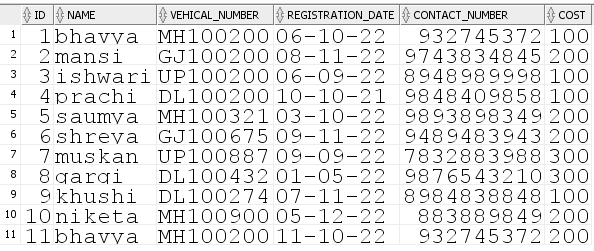 ID NAME VEHICAL_NUMBER REGISTRATION_DATE CONTACT_NUMBER COST
1 1 bhavya MH100200 06-10-22 932745372 100
2 2 mansi GJ100200 08-11-22 9743834845 200
3 3 ishwari UP100200 06-09-22 8948989998 100
4 4 prachi DL100200 10-10-21 9848409858 100
5 5 saumya MH100321 03-10-22 9893898349 200
6 6 shreya GJ100675 09-11-22 9489483943 200
7 7 muskan UP100887 09-09-22 7832883988 300
8 8 gargi DL100432 01-05-22 9876543210 300
9 9 khushi DL100274 07-11-22 8984838848 100
10 10 niketa MH100900 05-12-22 883889849 200
11 11 bhavya MH100200 11-10-22 932745372 200